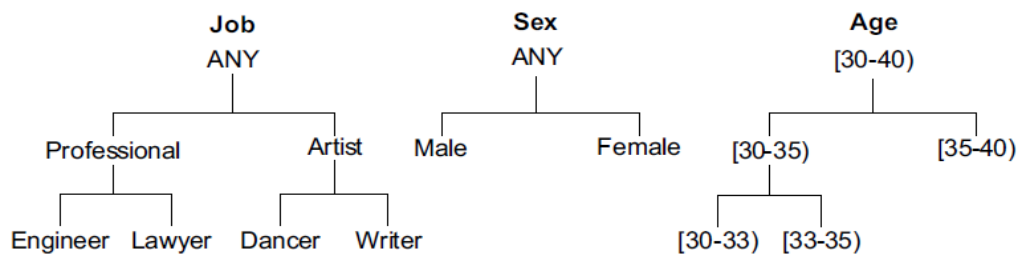 Job Sex Age
ANY ANY [30-40)
Professional Artist Male Female [30-35) [35-40)
Engineer Lawyer Dancer Writer [30-33) [33-35)